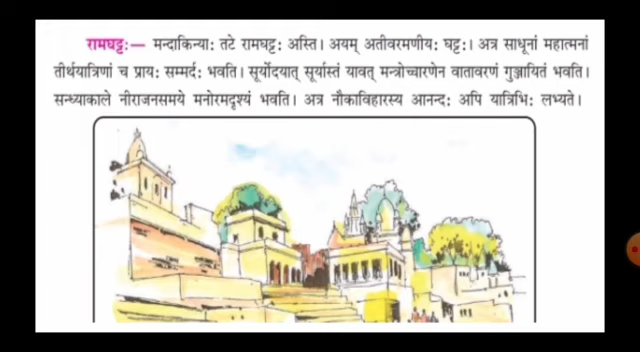 रामघट्ट:— मन्दाकिन्या: तटे रामघट्ट: अस्ति। अयम् अतीवरमणीय: घट्ट:। अत्र साधूनां महात्मनां
तीर्थयात्रिणां च प्राय: सम्मर्द: भवति। सूर्योदयात् सूर्यास्तं यावत् मन्त्रोच्चारणेन वातावरणं गुञ्जायितं भवति।
सन्ध्याकाले नीराजनसमये मनोरमदृश्यं भवति। अत्र नौकाविहारस्य आनन्द: अपि यात्रिभि: लभ्यते।